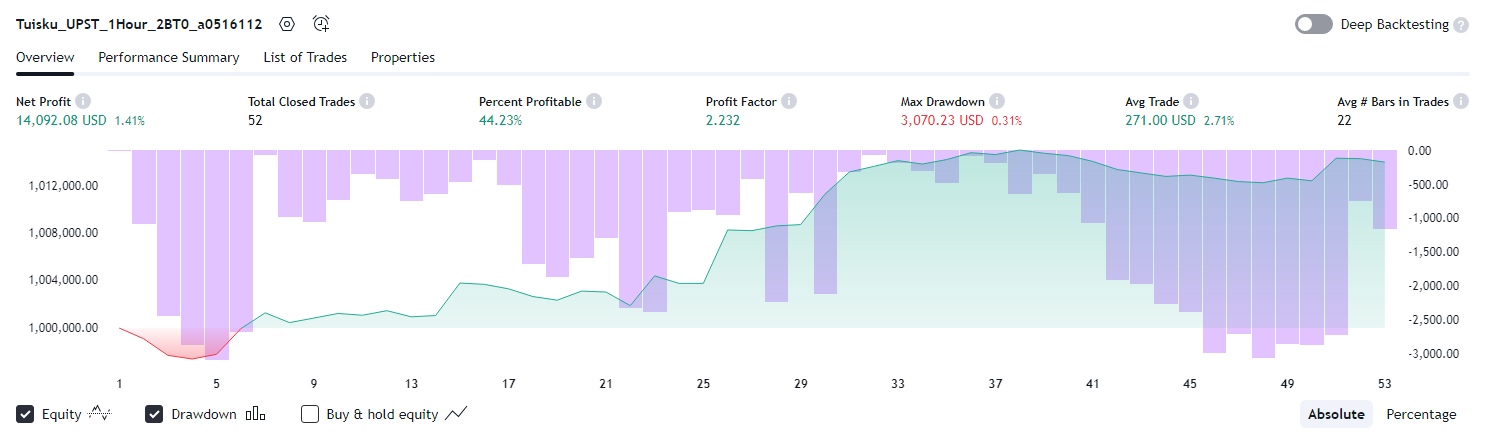 Tuisku_UPST_1Hour_2BT0_a0516112
Deep Backtesting ?
Overview Performance Summary List of Trades Properties
Net Profit i Total Closed Trades i Percent Profitable i Profit Factor i Max Drawdown i Avg Trade i Avg # Bars in Trades i
14,092.08 USD 1.41% 52 44.23% 2.232 3,070.23 USD 0.31% 271.00 USD 2.71% 22
0.00
1,012,000.00 -500.00
1,008,000.00 -1,000.00
-1,500.00
1,004,000.00 -2,000.00
1,000,000.00 -2,500.00
-3,000.00
1 5 9 13 17 21 25 29 33 37 41 45 49 53
Equity Drawdown Buy & hold equity Absolute Percentage